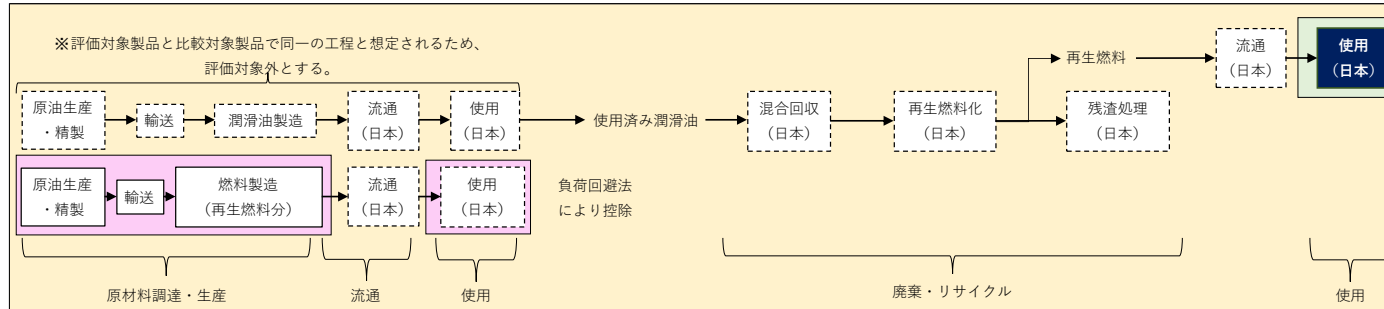 ※評価対象製品と比較対象製品で同一の工程と想定されるため、
評価対象外とする。
原油生産
・精製
輸送
潤滑油製造
流通
(日本)
使用
(日本)
使用済み潤滑油
混合回収
(日本)
再生燃料化
(日本)
再生燃料
残渣処理
(日本)
流通
(日本)
使用
(日本)
原油生産
・精製
輸送
燃料製造
(再生燃料分)
流通
(日本)
使用
(日本)
負荷回避法
により控除
原材料調達・生産
流通
使用
廃棄・リサイクル
使用